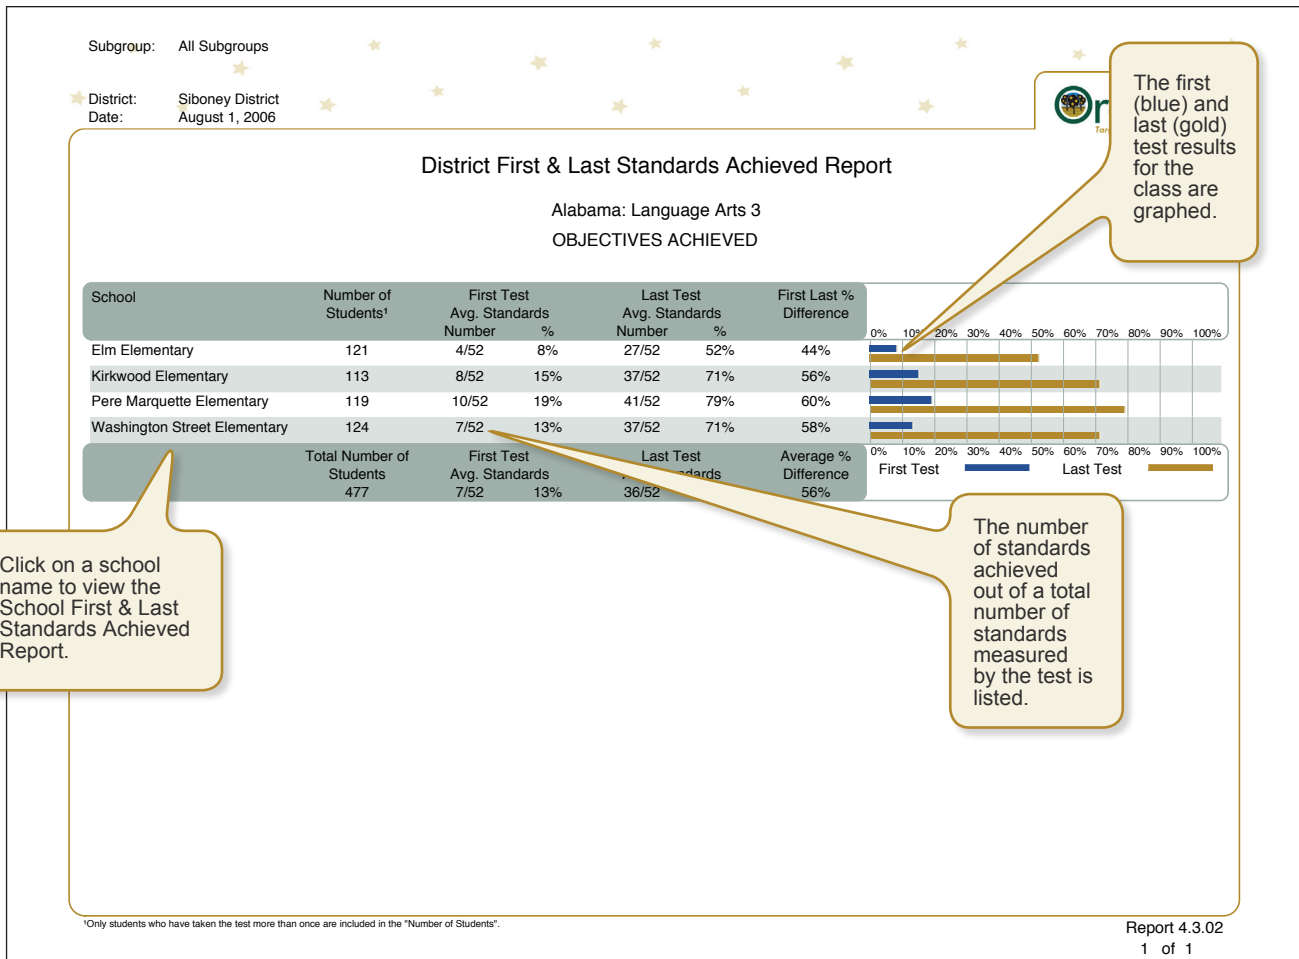 Subgroup: All Subgroups
District: Siboney District
Date: August 1, 2006
District First & Last Standards Achieved Report
Alabama: Language Arts 3
OBJECTIVES ACHIEVED
The first
(blue) and
last (gold)
test results
for the
class are
graphed.
School Number of First Test Last Test First Last %
Students¹ Avg. Standards Avg. Standards Difference
Number % Number % 0% 10% 20% 30% 40% 50% 60% 70% 80% 90% 100%
Elm Elementary 121 4/52 8% 27/52 52% 44%
Kirkwood Elementary 113 8/52 15% 37/52 71% 56%
Pere Marquette Elementary 119 10/52 19% 41/52 79% 60%
Washington Street Elementary 124 7/52 13% 37/52 71% 58%
0% 10% 20% 30% 40% 50% 60% 70% 80% 90% 100%
Total Number of First Test Last Test Average %
Students Avg. Standards Difference
477 7/52 13% 36/52 56%
First Test Last Test
Click on a school
name to view the
School First & Last
Standards Achieved
Report.
The number
of standards
achieved
out of a total
number of
standards
measured
by the test is
listed.
¹Only students who have taken the test more than once are included in the "Number of Students".
Report 4.3.02
1 of 1